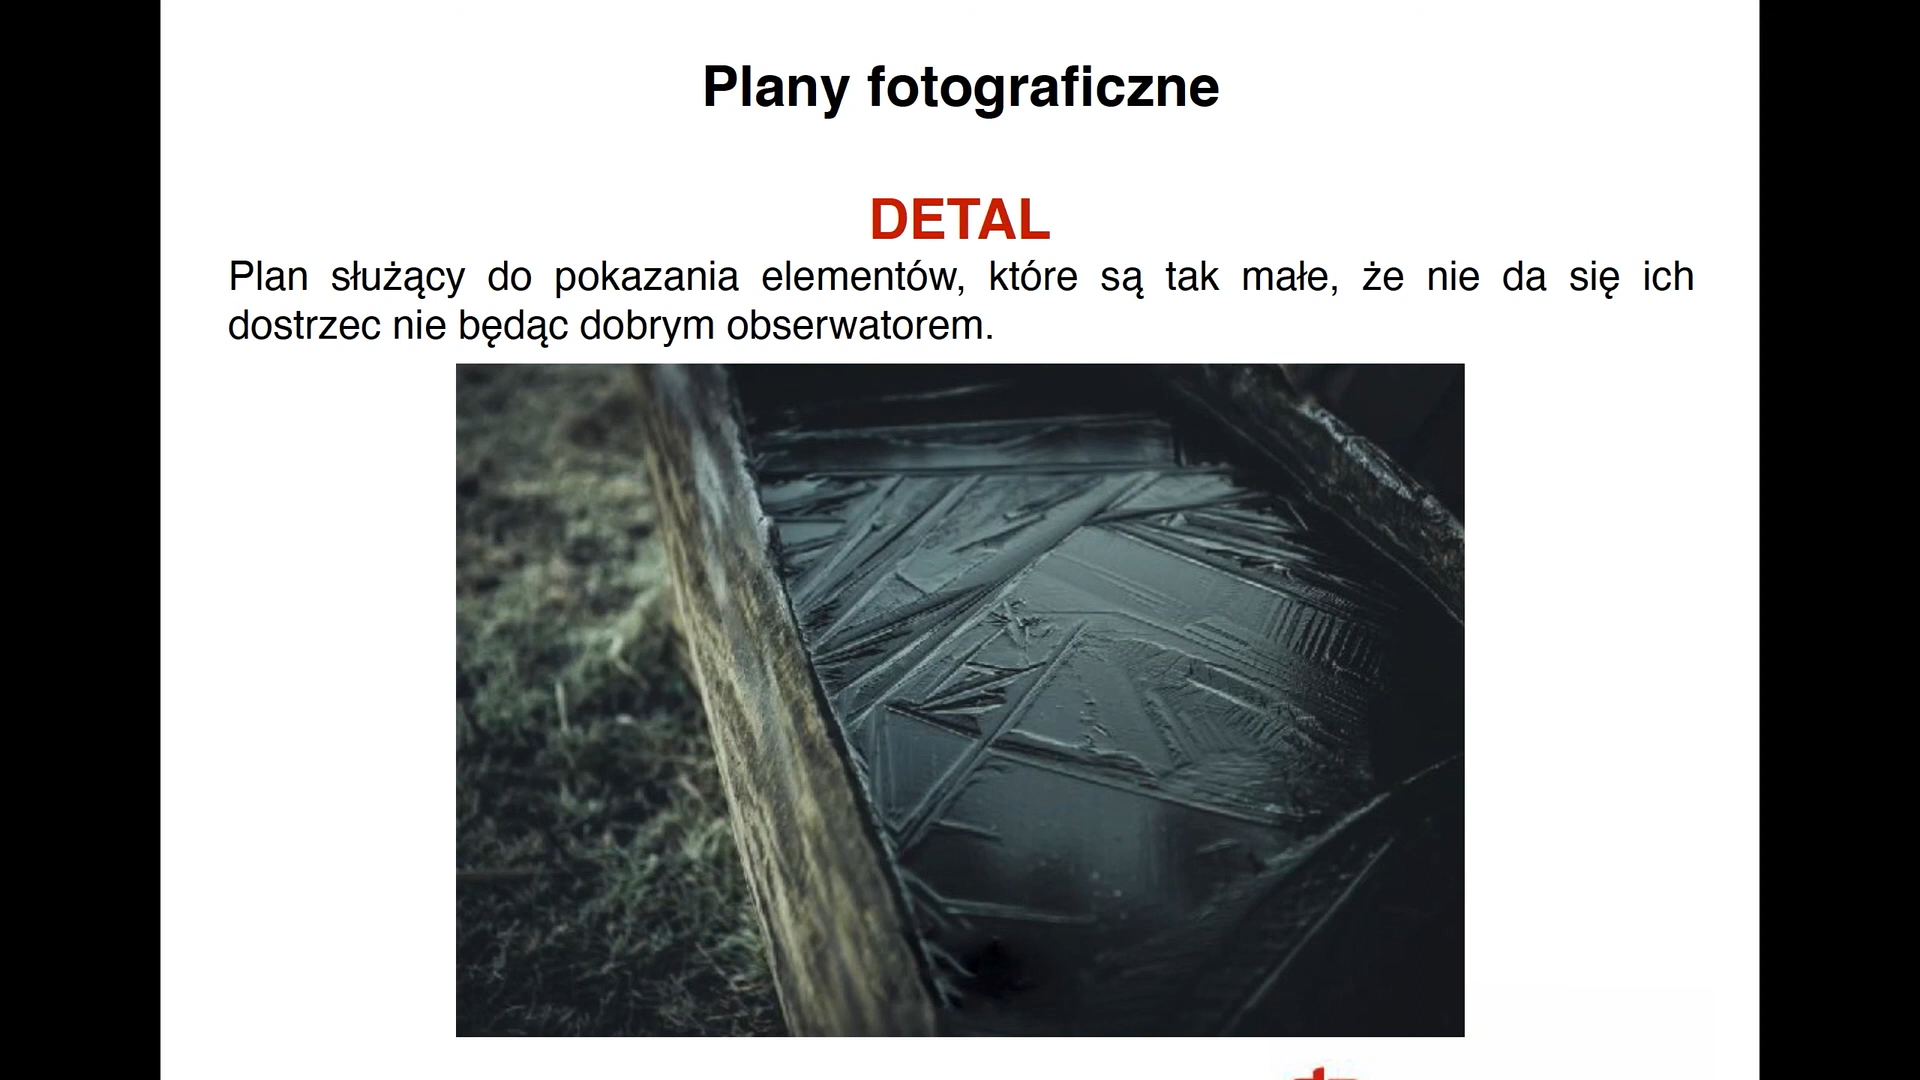 Plany fotograficzne
DETAL
Plan służący do pokazania elementów, które są tak małe, że nie da się ich
dostrzec nie będąc dobrym obserwatorem.